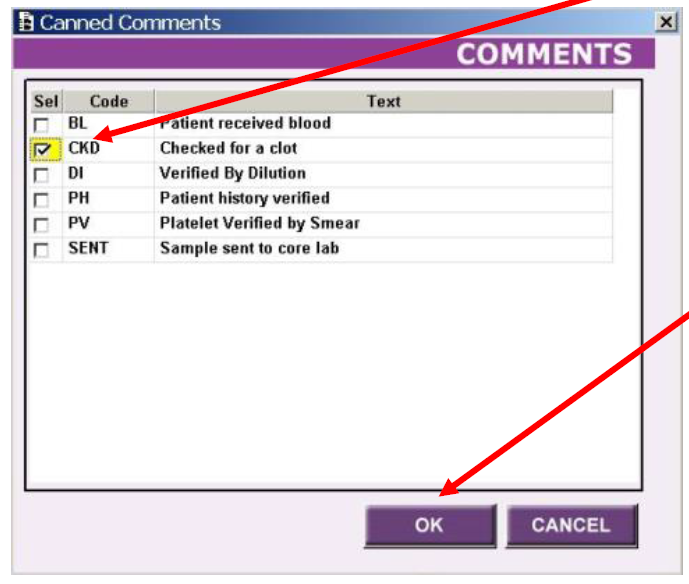 Canned Comments
COMMENTS
Sel Code Text
BL Patient received blood
CKD Checked for a clot
DI Verified By Dilution
PH Patient history verified
PV Platelet Verified by Smear
SENT Sample sent to core lab
OK CANCEL